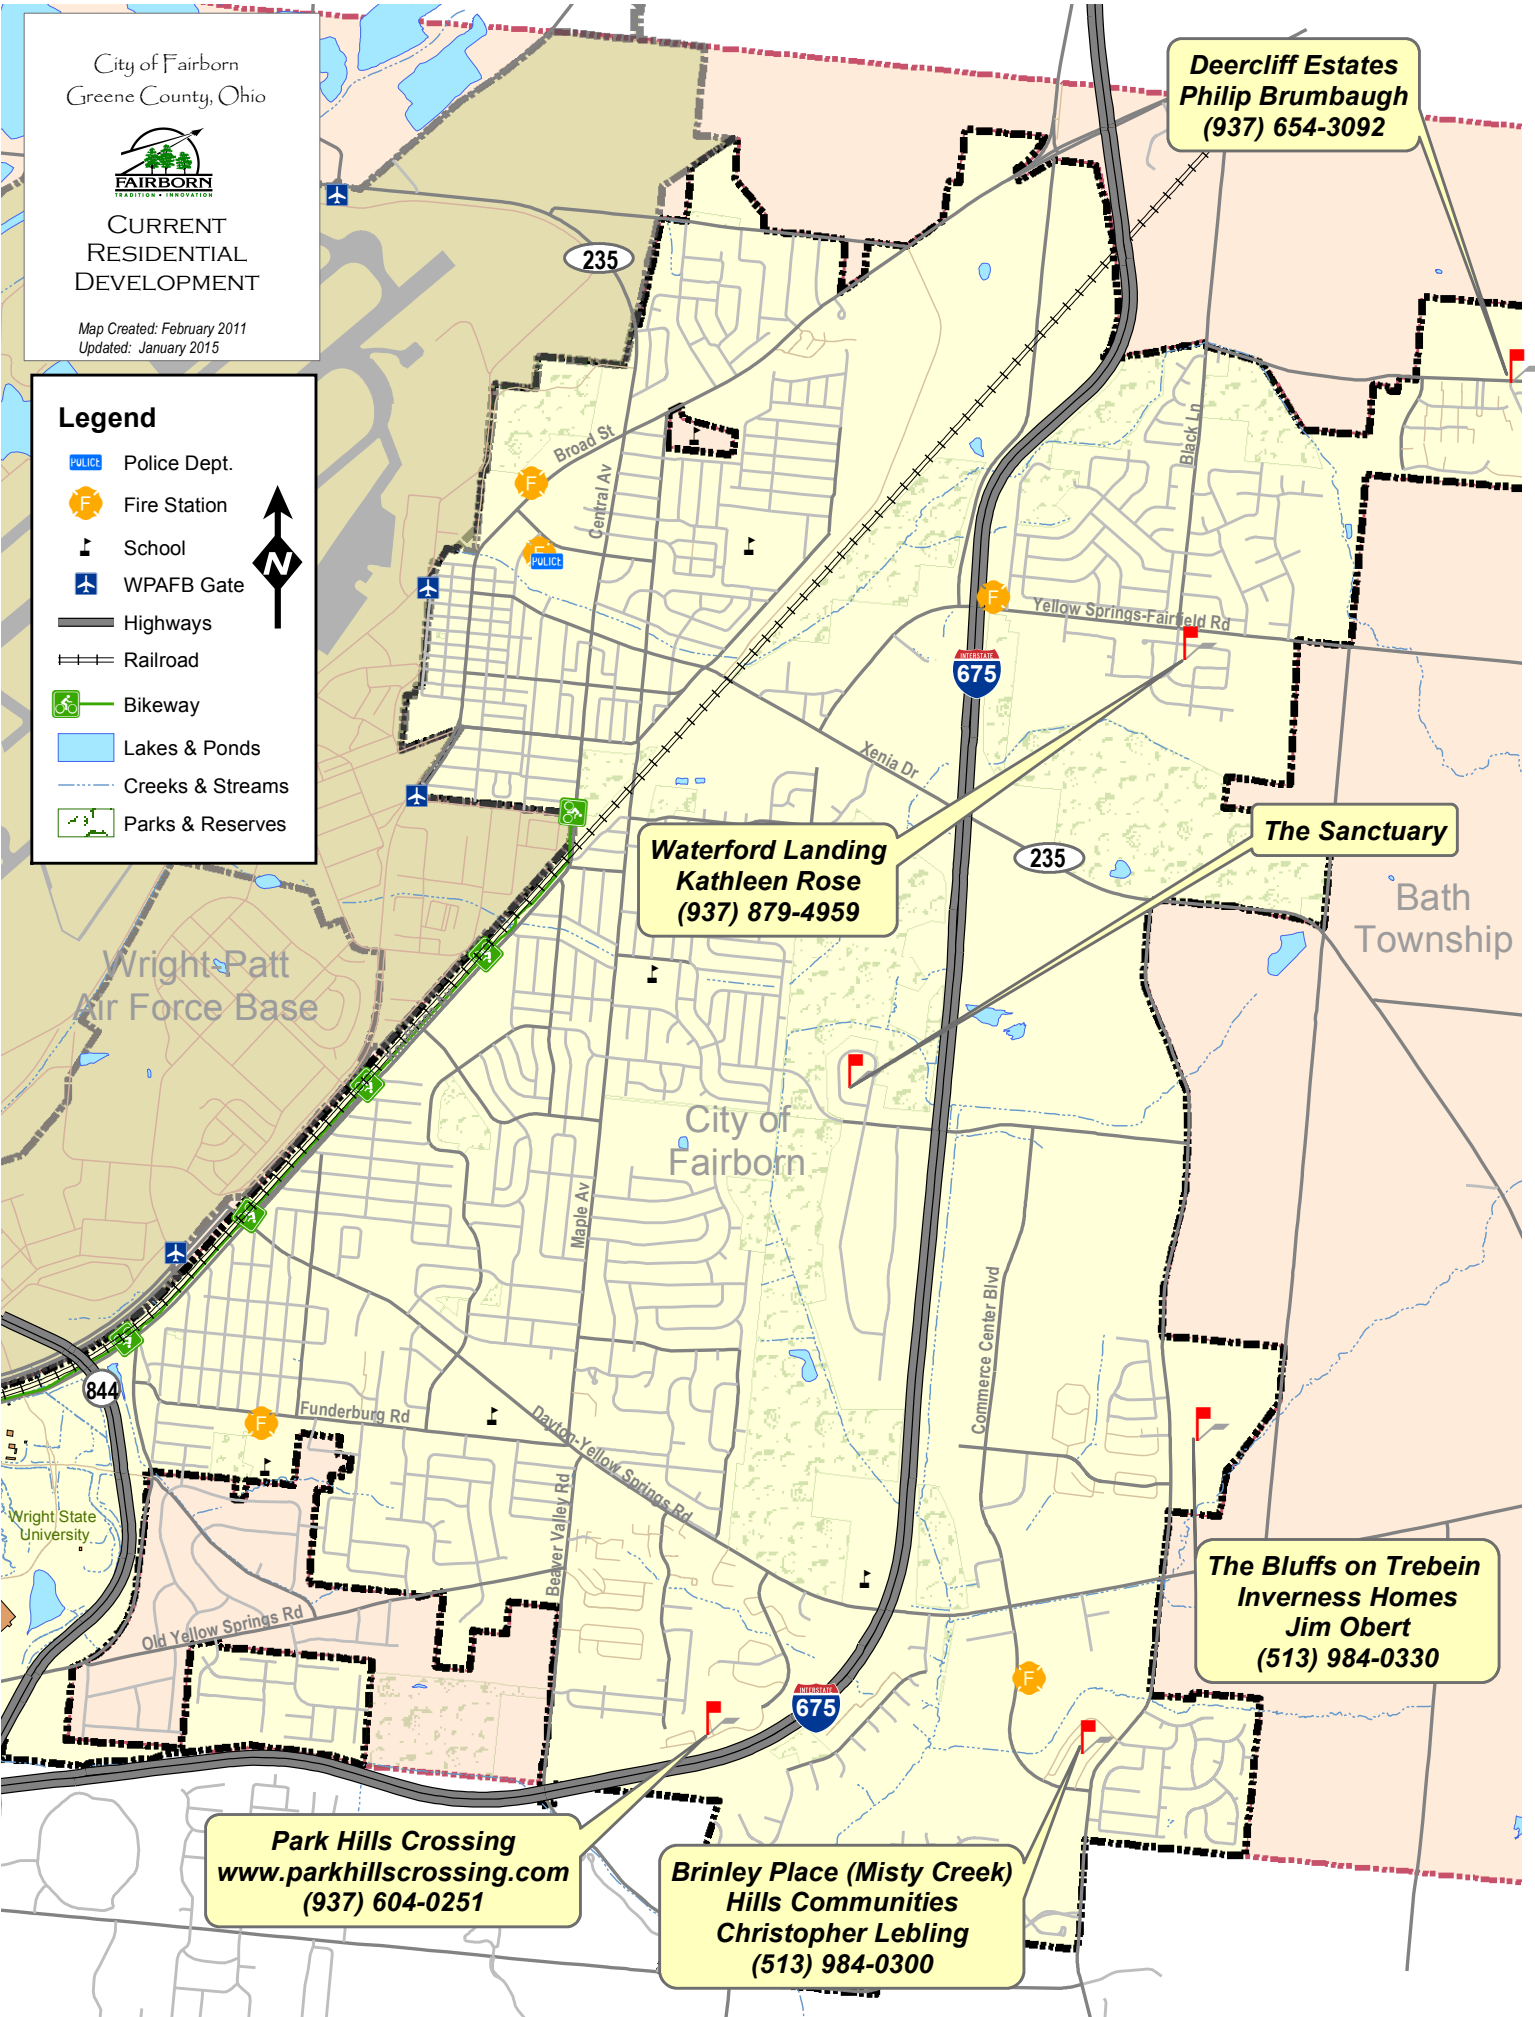 City of Fairborn
Greene County, Ohio
FAIRBORN
TRADITION • INNOVATION
CURRENT
RESIDENTIAL
DEVELOPMENT
Map Created: February 2011
Updated: January 2015
Legend
POLICE Police Dept.
F Fire Station
School
WPAFB Gate
N
Highways
Railroad
Bikeway
Lakes & Ponds
Creeks & Streams
Parks & Reserves
Deercliff Estates
Philip Brumbaugh
(937) 654-3092
235
Broad St
Central Av
Black Ln
F
F
POLICE
F
Yellow Springs-Fairfield Rd
INTERSTATE
675
Xenia Dr
Waterford Landing
Kathleen Rose
(937) 879-4959
235
The Sanctuary
Bath
Township
Wright-Patt
Air Force Base
City of
Fairborn
Maple Av
Commerce Center Blvd
844
F
Funderburg Rd
Dayton-Yellow Springs Rd
Beaver Valley Rd
Wright State
University
Old Yellow Springs Rd
The Bluffs on Trebein
Inverness Homes
Jim Obert
(513) 984-0330
F
INTERSTATE
675
Park Hills Crossing
www.parkhillscrossing.com
(937) 604-0251
Brinley Place (Misty Creek)
Hills Communities
Christopher Lebling
(513) 984-0300